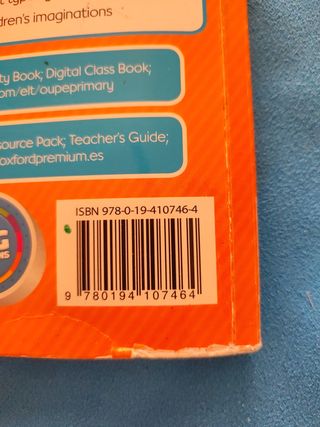 dren's imaginations
ty Book; Digital Class Book;
om/elt/oupeprimary
source Pack; Teacher's Guide;
oxfordpremium.es
ISBN 978-0-19-410746-4
9 780194 107464